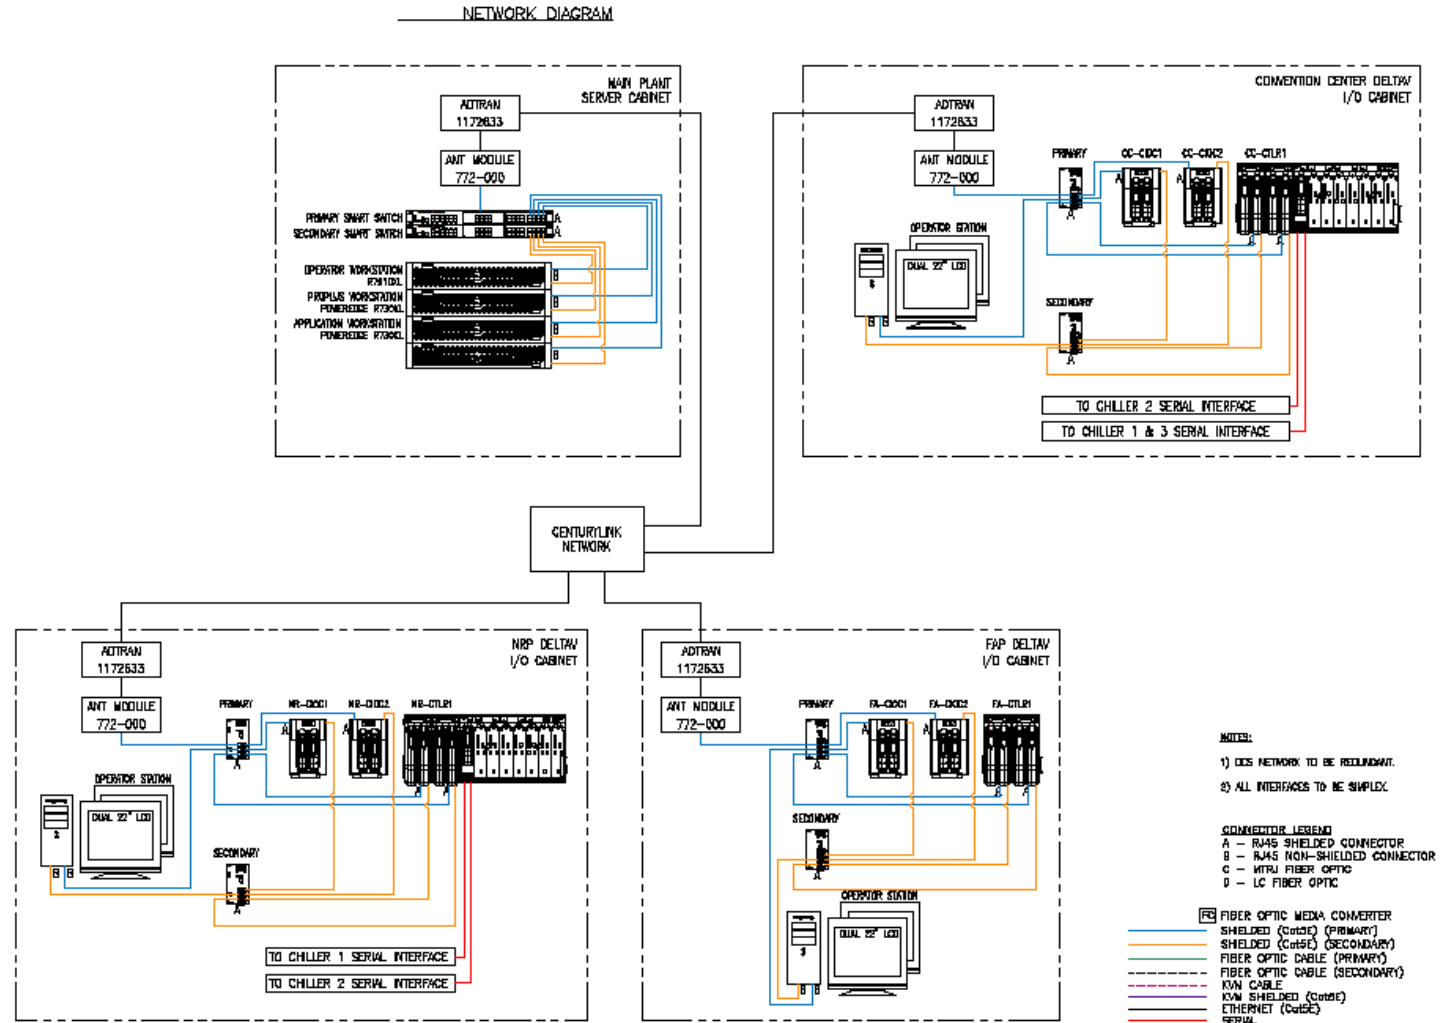 NETWORK DIAGRAM
MAIN PLANT
SERVER CABINET
ADTRAN
1172633
ANT MODULE
772-000
PRIMARY SMART SWITCH
A
SECONDARY SMART SWITCH
A
OPERATOR WORKSTATION
B
PROPLUS WORKSTATION
POWEREDGE R730XL
B
APPLICATION WORKSTATION
POWEREDGE R730XL
B
B
CONVENTION CENTER DELTAV
I/O CABINET
ADTRAN
1172633
ANT MODULE
772-000
PRIMARY
CC-CIOC1
CC-CIOC2
CC-CTLR1
A
A
A
OPERATOR STATION
DUAL 22" LCD
SECONDARY
A
TO CHILLER 2 SERIAL INTERFACE
TO CHILLER 1 & 3 SERIAL INTERFACE
CENTURYLINK
NETWORK
NRP DELTAV
I/O CABINET
ADTRAN
1172633
ANT MODULE
772-000
PRIMARY
NR-CIOC1
NR-CIOC2
NR-CTLR1
A
A
A
OPERATOR STATION
DUAL 22" LCD
SECONDARY
A
TO CHILLER 1 SERIAL INTERFACE
TO CHILLER 2 SERIAL INTERFACE
FAP DELTAV
I/O CABINET
ADTRAN
1172633
ANT MODULE
772-000
PRIMARY
FA-CIOC1
FA-CIOC2
FA-CTLR1
A
A
A
SECONDARY
A
OPERATOR STATION
DUAL 22" LCD
NOTES:
1) DCS NETWORK TO BE REDUNDANT.
2) ALL INTERFACES TO BE SIMPLEX.
CONNECTOR LEGEND
A - RJ45 SHIELDED CONNECTOR
B - RJ45 NON-SHIELDED CONNECTOR
C - MTRJ FIBER OPTIC
D - LC FIBER OPTIC
FC FIBER OPTIC MEDIA CONVERTER
SHIELDED (Cat5E) (PRIMARY)
SHIELDED (Cat5E) (SECONDARY)
FIBER OPTIC CABLE (PRIMARY)
FIBER OPTIC CABLE (SECONDARY)
KVM CABLE
KVM SHIELDED (Cat5E)
ETHERNET (Cat5E)
SERIAL